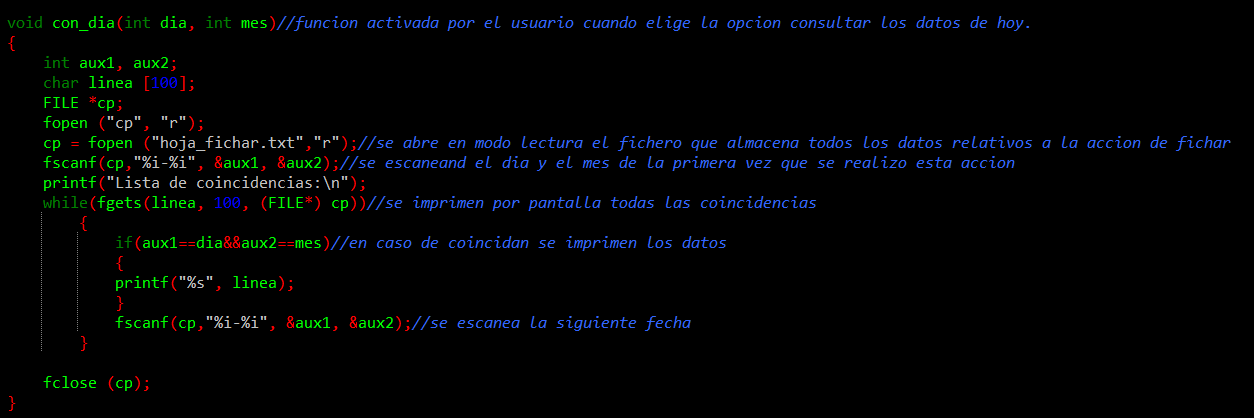 void con_dia(int dia, int mes)//funcion activada por el usuario cuando elige la opcion consultar los datos de hoy.
{
    int aux1, aux2;
    char linea [100];
    FILE *cp;
    fopen ("cp", "r");
    cp = fopen ("hoja_fichar.txt","r");//se abre en modo lectura el fichero que almacena todos los datos relativos a la accion de fichar
    fscanf(cp,"%i-%i", &aux1, &aux2);//se escaneand el dia y el mes de la primera vez que se realizo esta accion
    printf("Lista de coincidencias:\n");
    while(fgets(linea, 100, (FILE*) cp))//se imprimen por pantalla todas las coincidencias
        {
            if(aux1==dia&&aux2==mes)//en caso de coincidan se imprimen los datos
            {
            printf("%s", linea);
            }
            fscanf(cp,"%i-%i", &aux1, &aux2);//se escanea la siguiente fecha
        }
    fclose (cp);
}